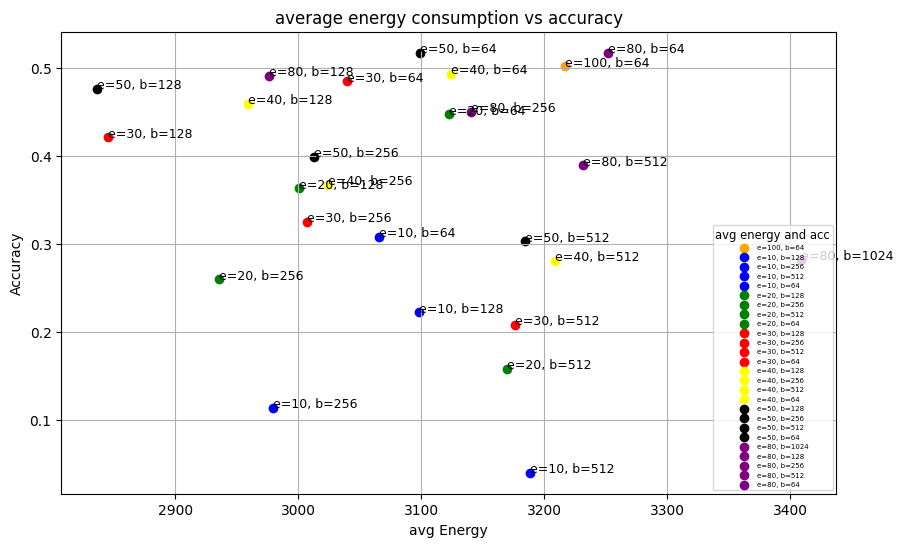 average energy consumption vs accuracy
e=50, b=64
e=80, b=64
e=100, b=64
e=80, b=128
e=40, b=64
e=30, b=64
e=50, b=128
e=40, b=128
e=80, b=256
e=20, b=64
e=30, b=128
e=50, b=256
e=80, b=512
e=40, b=256
e=20, b=128
e=30, b=256
e=10, b=64
e=50, b=512
e=40, b=512
e=80, b=1024
e=20, b=256
e=10, b=128
e=30, b=512
e=20, b=512
e=10, b=256
e=10, b=512
0.5
0.4
0.3
0.2
0.1
Accuracy
2900
3000
3100
3200
3300
3400
avg Energy
avg energy and acc
e=100, b=64
e=10, b=128
e=10, b=256
e=10, b=512
e=10, b=64
e=20, b=128
e=20, b=256
e=20, b=512
e=20, b=64
e=30, b=128
e=30, b=256
e=30, b=512
e=30, b=64
e=40, b=128
e=40, b=256
e=40, b=512
e=40, b=64
e=50, b=128
e=50, b=256
e=50, b=512
e=50, b=64
e=80, b=1024
e=80, b=128
e=80, b=256
e=80, b=512
e=80, b=64